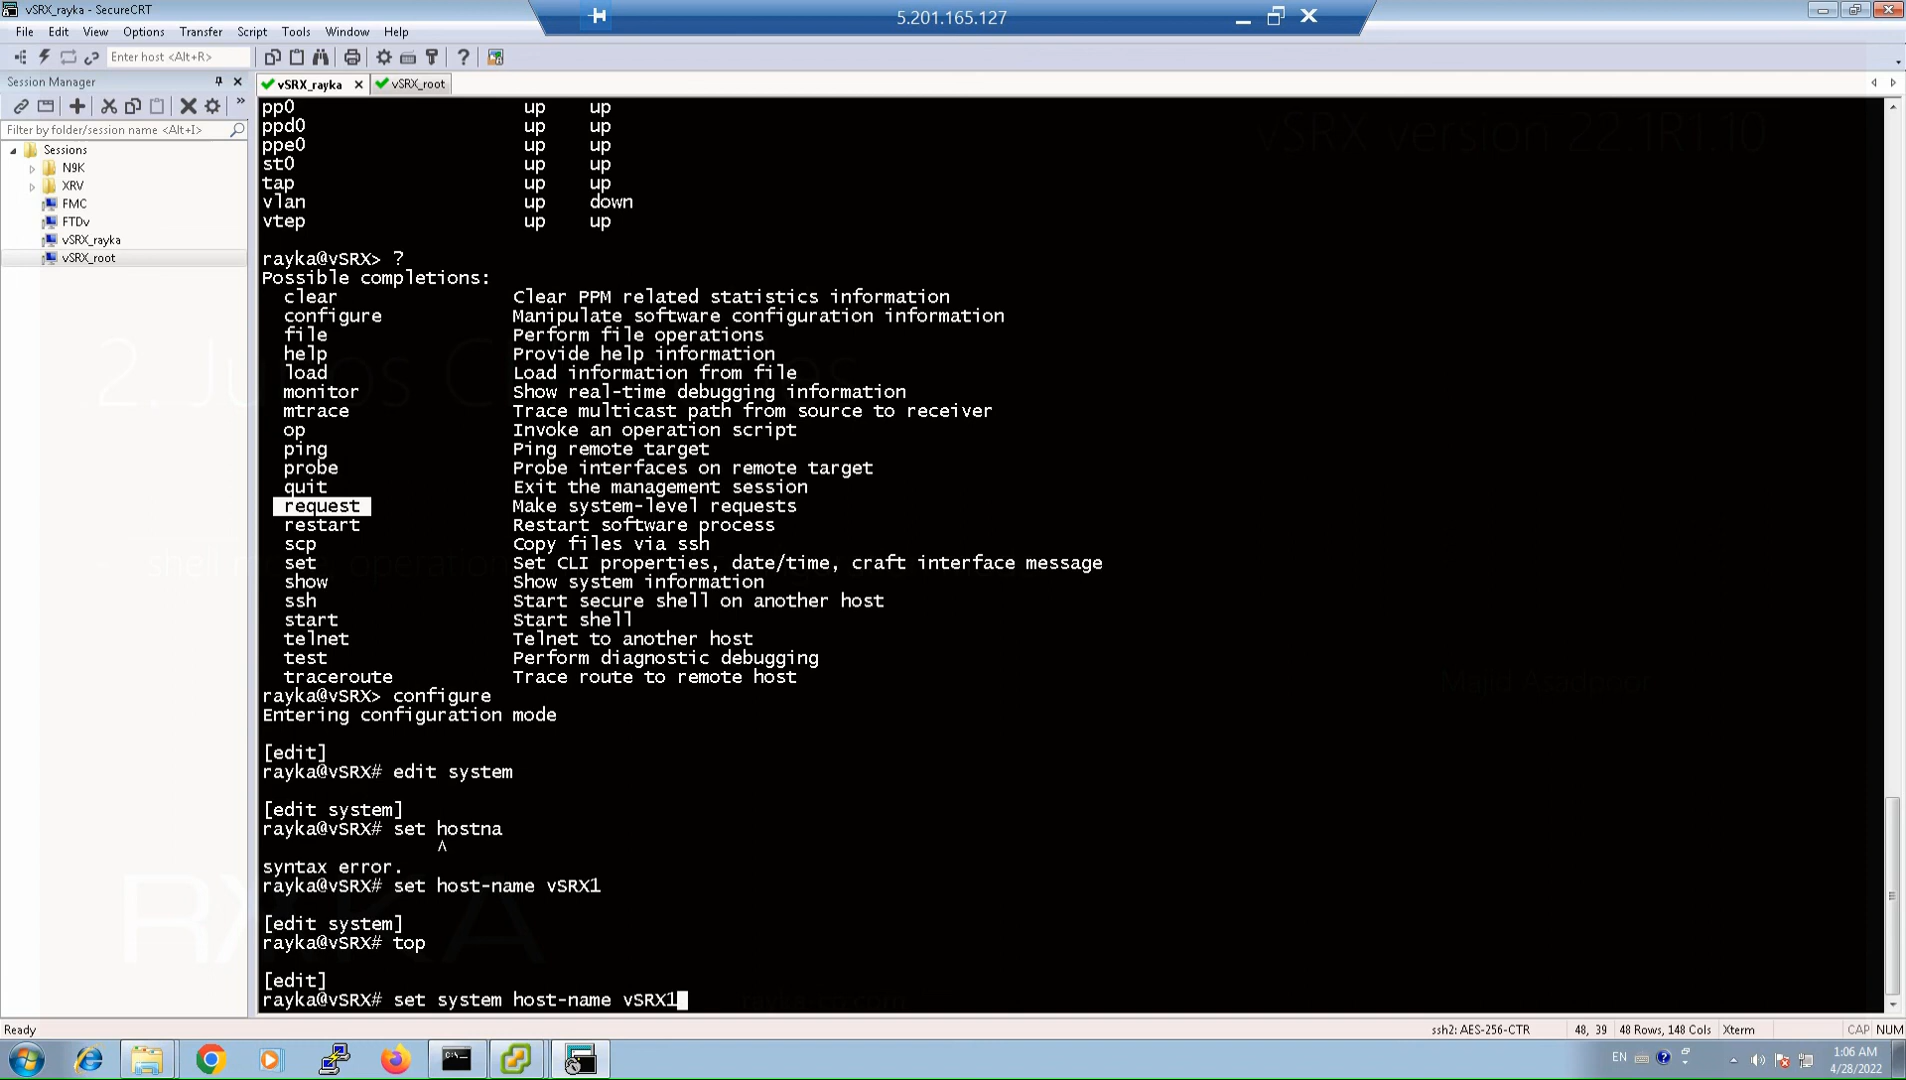 vSRX_rayka - SecureCRT
5.201.165.127
File Edit View Options Transfer Script Tools Window Help
Enter host <Alt+R>
Session Manager
vSRX_rayka
vSRX_root
Filter by folder/session name <Alt+I>
Sessions
N9K
XRV
FMC
FTDv
vSRX_rayka
vSRX_root
pp0 up up
ppd0 up up
ppe0 up up
st0 up up
tap up up
vlan up down
vtep up up
vSRX version 22.1R1.10
rayka@vSRX> ?
Possible completions:
clear Clear PPM related statistics information
configure Manipulate software configuration information
file Perform file operations
help Provide help information
load Load information from file
monitor Show real-time debugging information
mtrace Trace multicast path from source to receiver
op Invoke an operation script
ping Ping remote target
probe Probe interfaces on remote target
quit Exit the management session
request Make system-level requests
restart Restart software process
scp Copy files via ssh
set Set CLI properties, date/time, craft interface message
show Show system information
ssh Start secure shell on another host
start Start shell
telnet Telnet to another host
test Perform diagnostic debugging
traceroute Trace route to remote host
rayka@vSRX> configure
Entering configuration mode
[edit]
rayka@vSRX# edit system
[edit system]
rayka@vSRX# set hostna
^
syntax error.
rayka@vSRX# set host-name vSRX1
[edit system]
rayka@vSRX# top
[edit]
rayka@vSRX# set system host-name vSRX1
Majid Asadpoor
Ready
ssh2: AES-256-CTR 48, 39 48 Rows, 148 Cols Xterm CAP NUM
EN
1:06 AM
4/28/2022